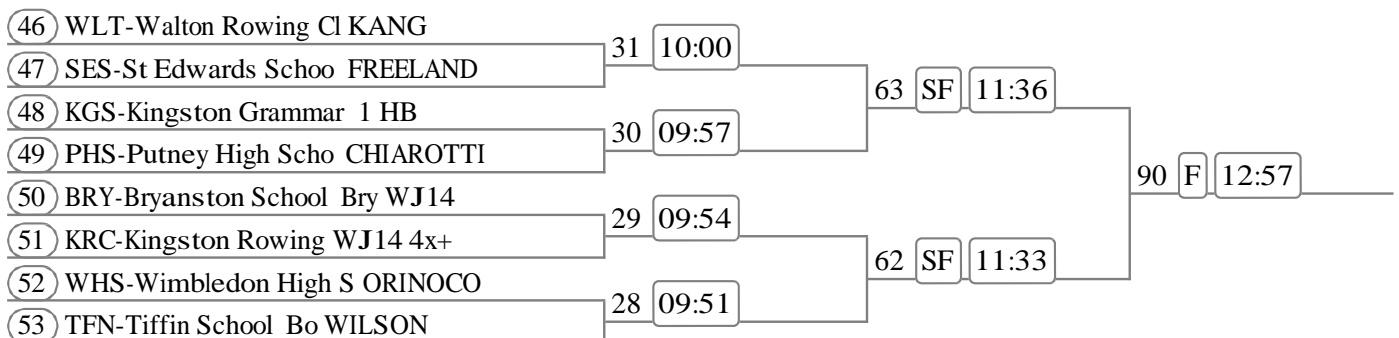 46 WLT-Walton Rowing Cl KANG
31 10:00
47 SES-St Edwards Schoo FREELAND
63 SF 11:36
48 KGS-Kingston Grammar 1 HB
30 09:57
49 PHS-Putney High Scho CHIAROTTI
90 F 12:57
50 BRY-Bryanston School Bry WJ14
29 09:54
51 KRC-Kingston Rowing WJ14 4x+
62 SF 11:33
52 WHS-Wimbledon High S ORINOCO
28 09:51
53 TFN-Tiffin School Bo WILSON